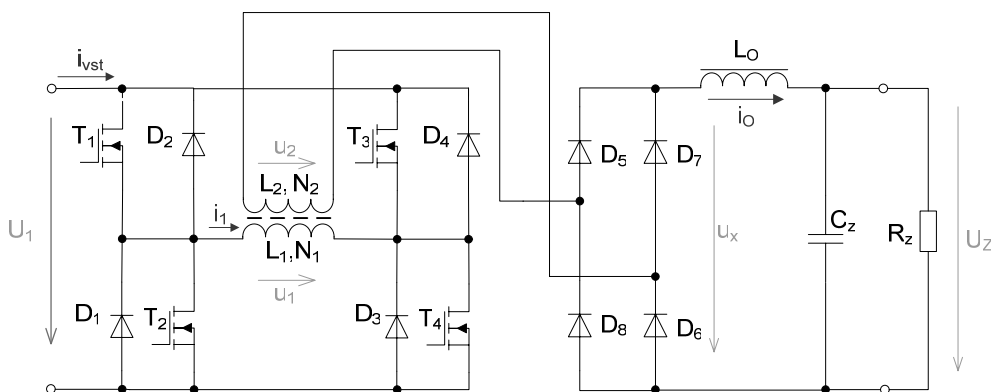 i_vst
L_O
i_O
T_1
D_2
T_3
D_4
u_2
L_2, N_2
D_5
D_7
i_1
U_1
u_x
C_z
R_z
U_Z
L_1, N_1
u_1
D_1
T_2
D_3
T_4
D_8
D_6